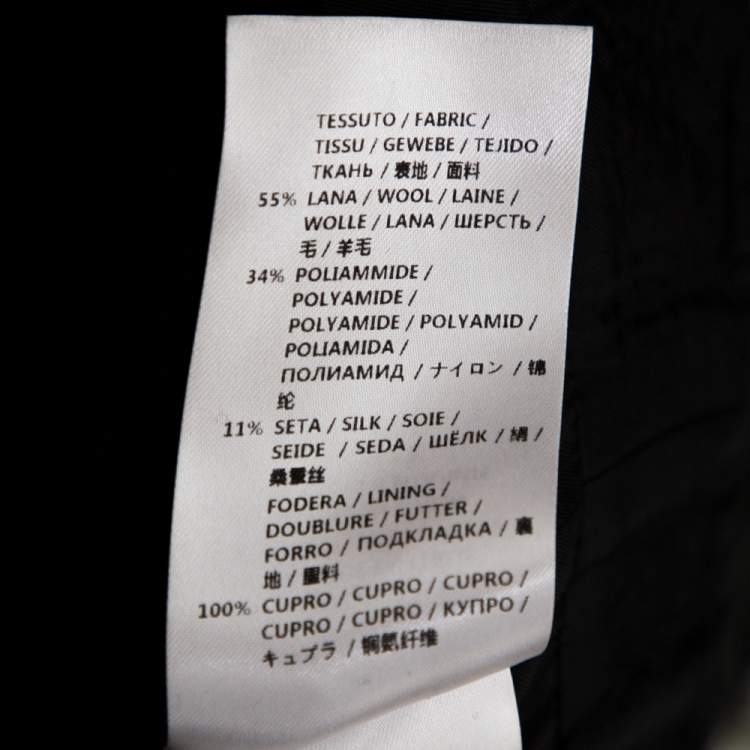 TESSUTO / FABRIC /
TISSU / GEWEBE / TEJIDO /
ТКАНЬ / 表地 / 面料
55% LANA / WOOL / LAINE /
WOLLE / LANA / ШЕРСТЬ /
毛 / 羊毛
34% POLIAMMIDE /
POLYAMIDE /
POLYAMIDE / POLYAMID /
POLIAMIDA /
ПОЛИАМИД / ナイロン / 锦
纶
11% SETA / SILK / SOIE /
SEIDE / SEDA / ШЁЛК / 絹 /
桑蚕丝
FODERA / LINING /
DOUBLURE / FUTTER /
FORRO / ПОДКЛАДКА / 裏
地 / 里料
100% CUPRO / CUPRO / CUPRO /
CUPRO / CUPRO / КУПРО /
キュプラ / 铜氨纤维